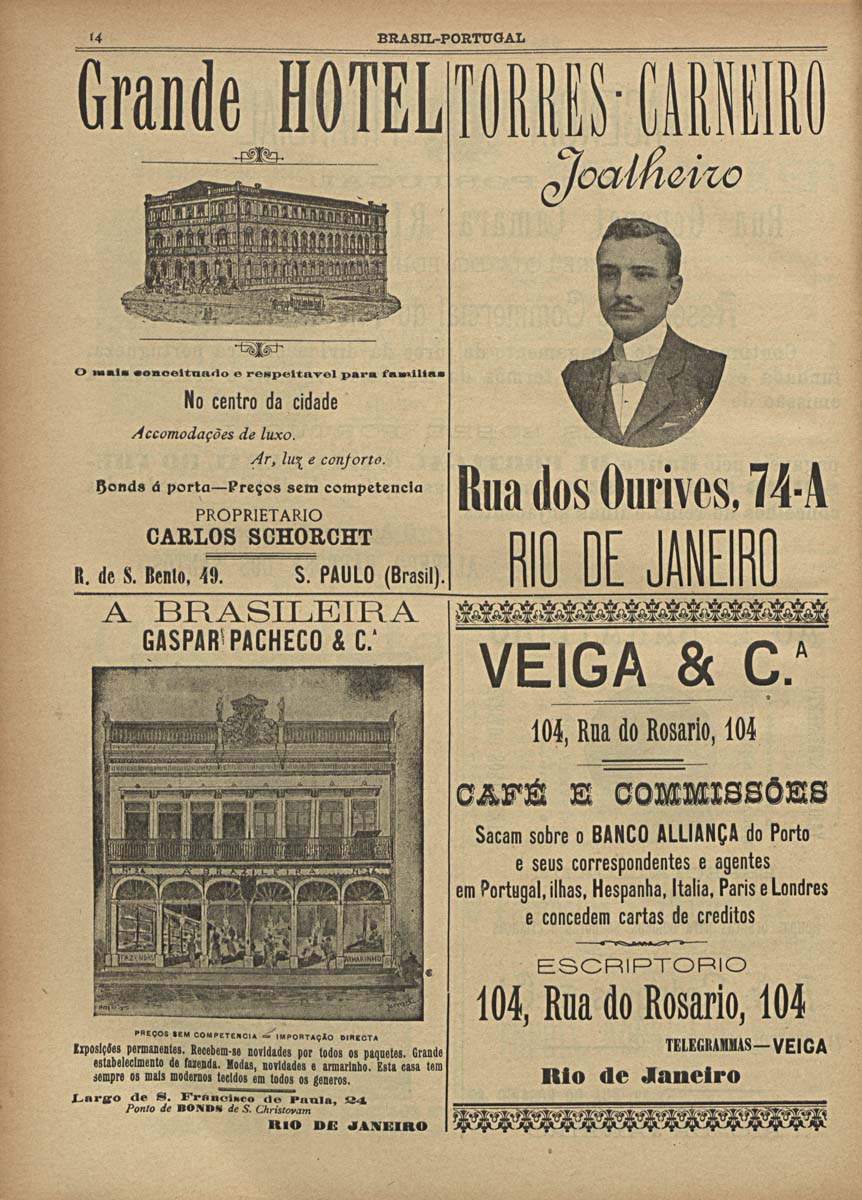 14
BRASIL-PORTUGAL
Grande HOTEL
O mais conceituado e respeitavel para familias
No centro da cidade
Accomodações de luxo.
Ar, luz e conforto.
Bonds á porta—Preços sem competencia
PROPRIETARIO
CARLOS SCHORCHT
R. de S. Bento, 49. S. PAULO (Brasil).
TORRES-CARNEIRO
Joalheiro
Rua dos Ourives, 74-A
RIO DE JANEIRO
A BRASILEIRA
GASPAR PACHECO & C.ª
A BRAZILEIRA
FAZENDAS
ARMARINHO
PREÇOS SEM COMPETENCIA — IMPORTAÇÃO DIRECTA
Exposições permanentes. Recebem-se novidades por todos os paquetes. Grande
estabelecimento de fazenda. Modas, novidades e armarinho. Esta casa tem
sempre os mais modernos tecidos em todos os generos.
Largo de S. Francisco de Paula, 24
Ponto de BONDS de S. Christovam
RIO DE JANEIRO
VEIGA & C.A
104, Rua do Rosario, 104
CAFÉ E COMMISSÕES
Sacam sobre o BANCO ALLIANÇA do Porto
e seus correspondentes e agentes
em Portugal, ilhas, Hespanha, Italia, Paris e Londres
e concedem cartas de creditos
ESCRIPTORIO
104, Rua do Rosario, 104
TELEGRAMMAS—VEIGA
Rio de Janeiro